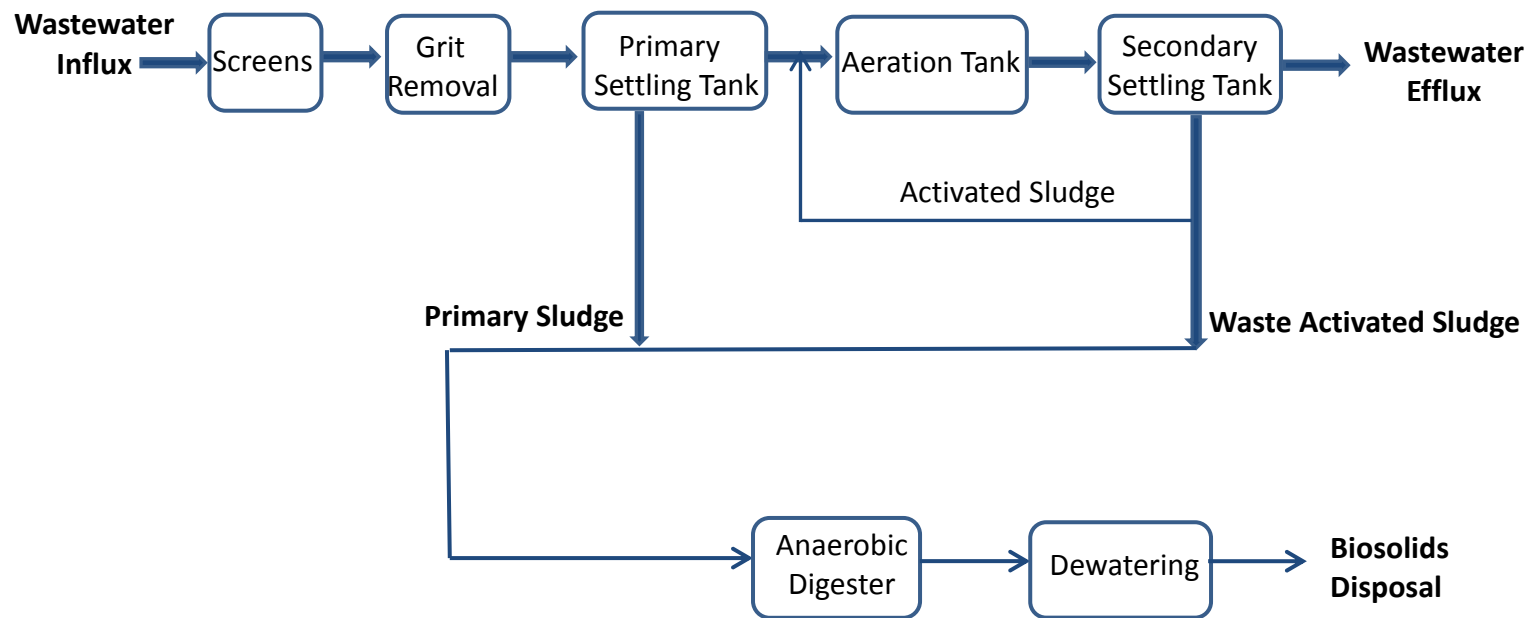 Wastewater
Influx
Screens
Grit
Removal
Primary
Settling Tank
Aeration Tank
Secondary
Settling Tank
Wastewater
Efflux
Activated Sludge
Primary Sludge
Waste Activated Sludge
Anaerobic
Digester
Dewatering
Biosolids
Disposal